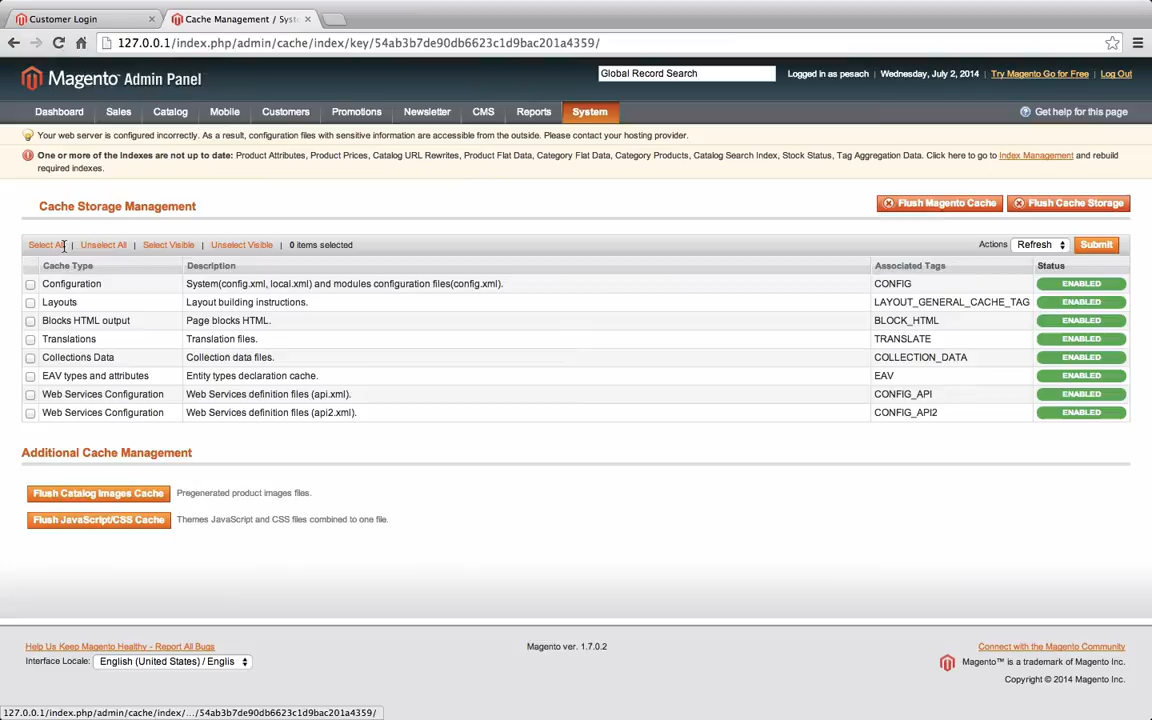 Customer Login
Cache Management / Syst
127.0.0.1/index.php/admin/cache/index/key/54ab3b7de90db6623c1d9bac201a4359/
Magento Admin Panel
Global Record Search
Logged in as pesach | Wednesday, July 2, 2014 | Try Magento Go for Free | Log Out
Dashboard Sales Catalog Mobile Customers Promotions Newsletter CMS Reports System
Get help for this page
Your web server is configured incorrectly. As a result, configuration files with sensitive information are accessible from the outside. Please contact your hosting provider.
One or more of the Indexes are not up to date: Product Attributes, Product Prices, Catalog URL Rewrites, Product Flat Data, Category Flat Data, Category Products, Catalog Search Index, Stock Status, Tag Aggregation Data. Click here to go to Index Management and rebuild
required indexes.
Cache Storage Management
Flush Magento Cache
Flush Cache Storage
Select All | Unselect All | Select Visible | Unselect Visible | 0 items selected
Actions Refresh Submit
Cache Type Description Associated Tags Status
Configuration System(config.xml, local.xml) and modules configuration files(config.xml). CONFIG ENABLED
Layouts Layout building instructions. LAYOUT_GENERAL_CACHE_TAG ENABLED
Blocks HTML output Page blocks HTML. BLOCK_HTML ENABLED
Translations Translation files. TRANSLATE ENABLED
Collections Data Collection data files. COLLECTION_DATA ENABLED
EAV types and attributes Entity types declaration cache. EAV ENABLED
Web Services Configuration Web Services definition files (api.xml). CONFIG_API ENABLED
Web Services Configuration Web Services definition files (api2.xml). CONFIG_API2 ENABLED
Additional Cache Management
Flush Catalog Images Cache Pregenerated product images files.
Flush JavaScript/CSS Cache Themes JavaScript and CSS files combined to one file.
Help Us Keep Magento Healthy - Report All Bugs
Interface Locale: English (United States) / Englis
Magento ver. 1.7.0.2
Connect with the Magento Community
Magento™ is a trademark of Magento Inc.
Copyright © 2014 Magento Inc.
127.0.0.1/index.php/admin/cache/index/.../54ab3b7de90db6623c1d9bac201a4359/